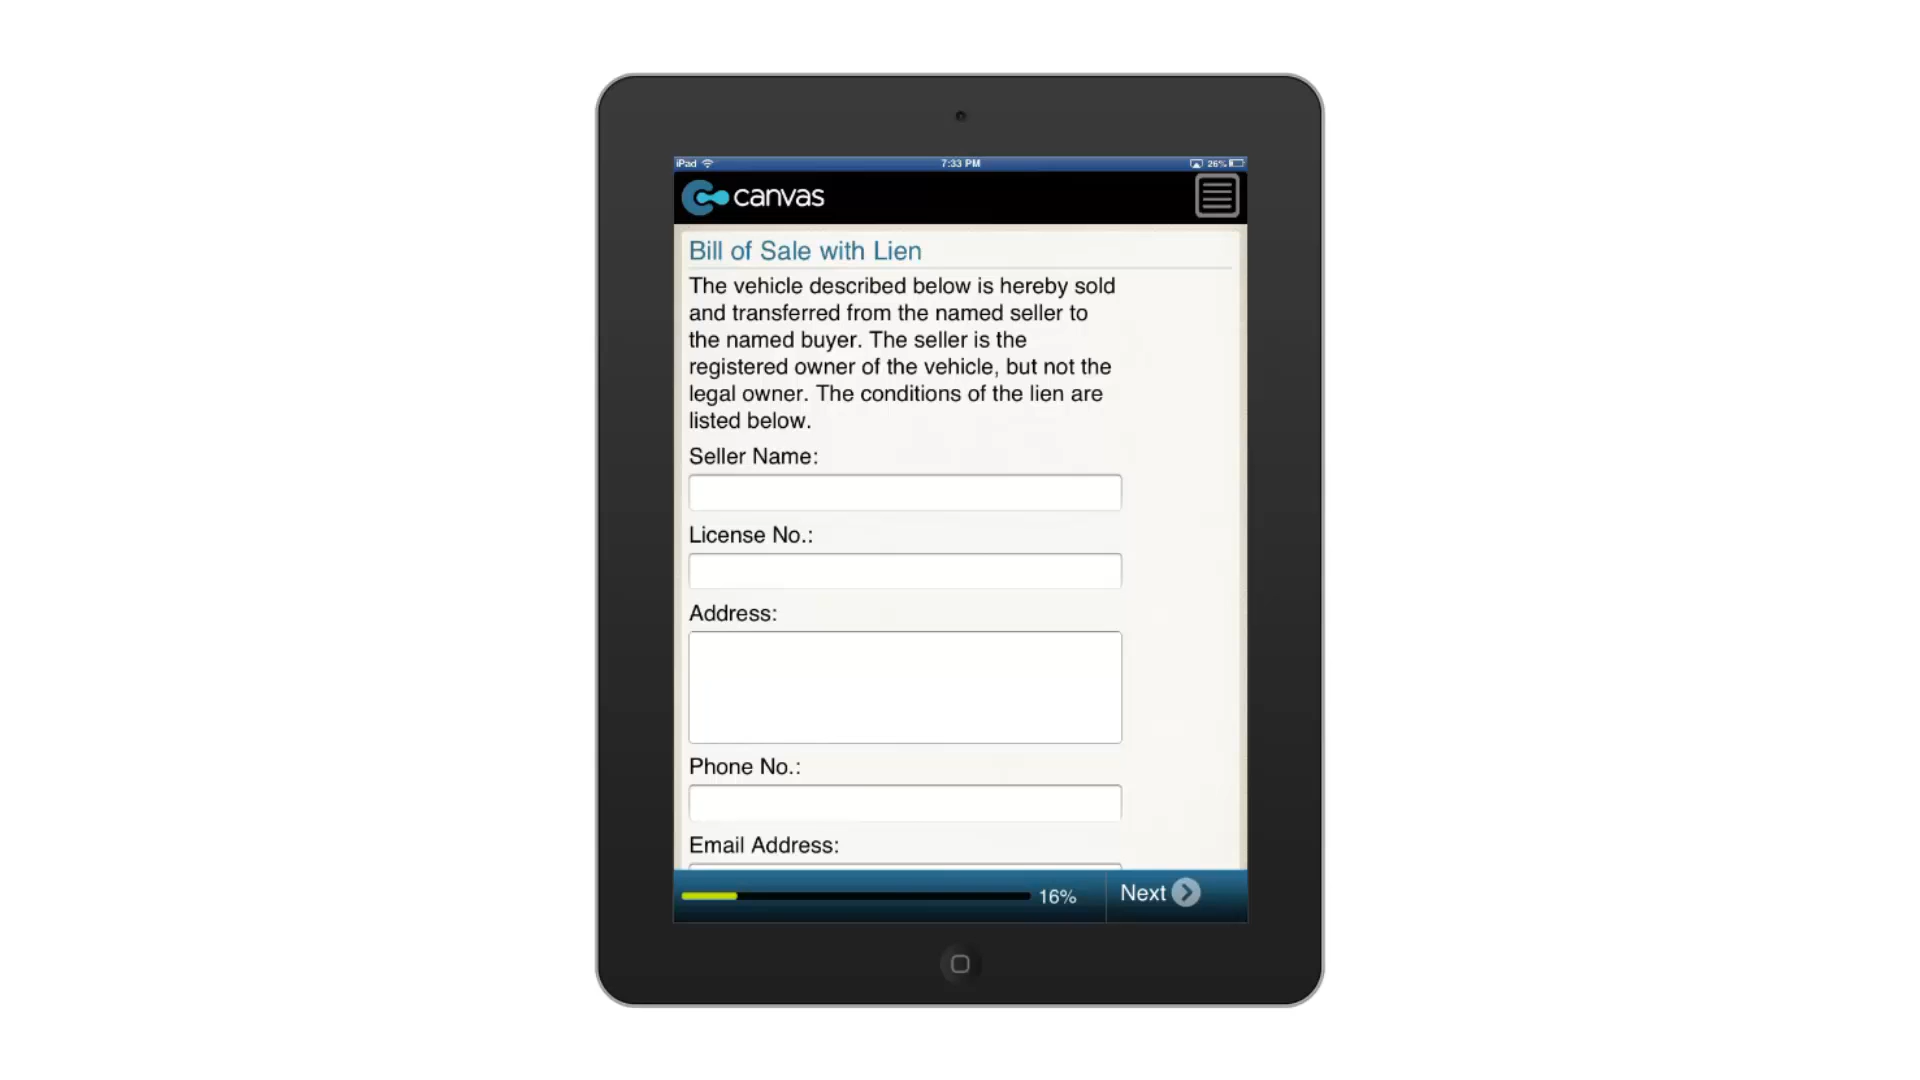 iPad 7:33 PM 26%
canvas
Bill of Sale with Lien
The vehicle described below is hereby sold
and transferred from the named seller to
the named buyer. The seller is the
registered owner of the vehicle, but not the
legal owner. The conditions of the lien are
listed below.
Seller Name:
License No.:
Address:
Phone No.:
Email Address:
16% Next